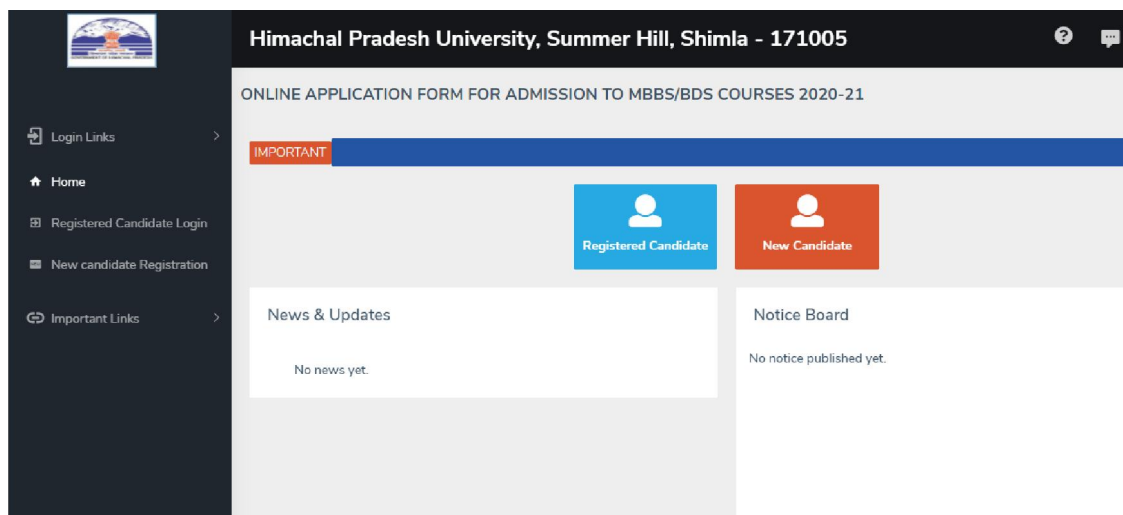 Himachal Pradesh University, Summer Hill, Shimla - 171005
ONLINE APPLICATION FORM FOR ADMISSION TO MBBS/BDS COURSES 2020-21
Login Links
Home
Registered Candidate Login
New candidate Registration
Important Links
IMPORTANT
Registered Candidate
New Candidate
News & Updates
No news yet.
Notice Board
No notice published yet.